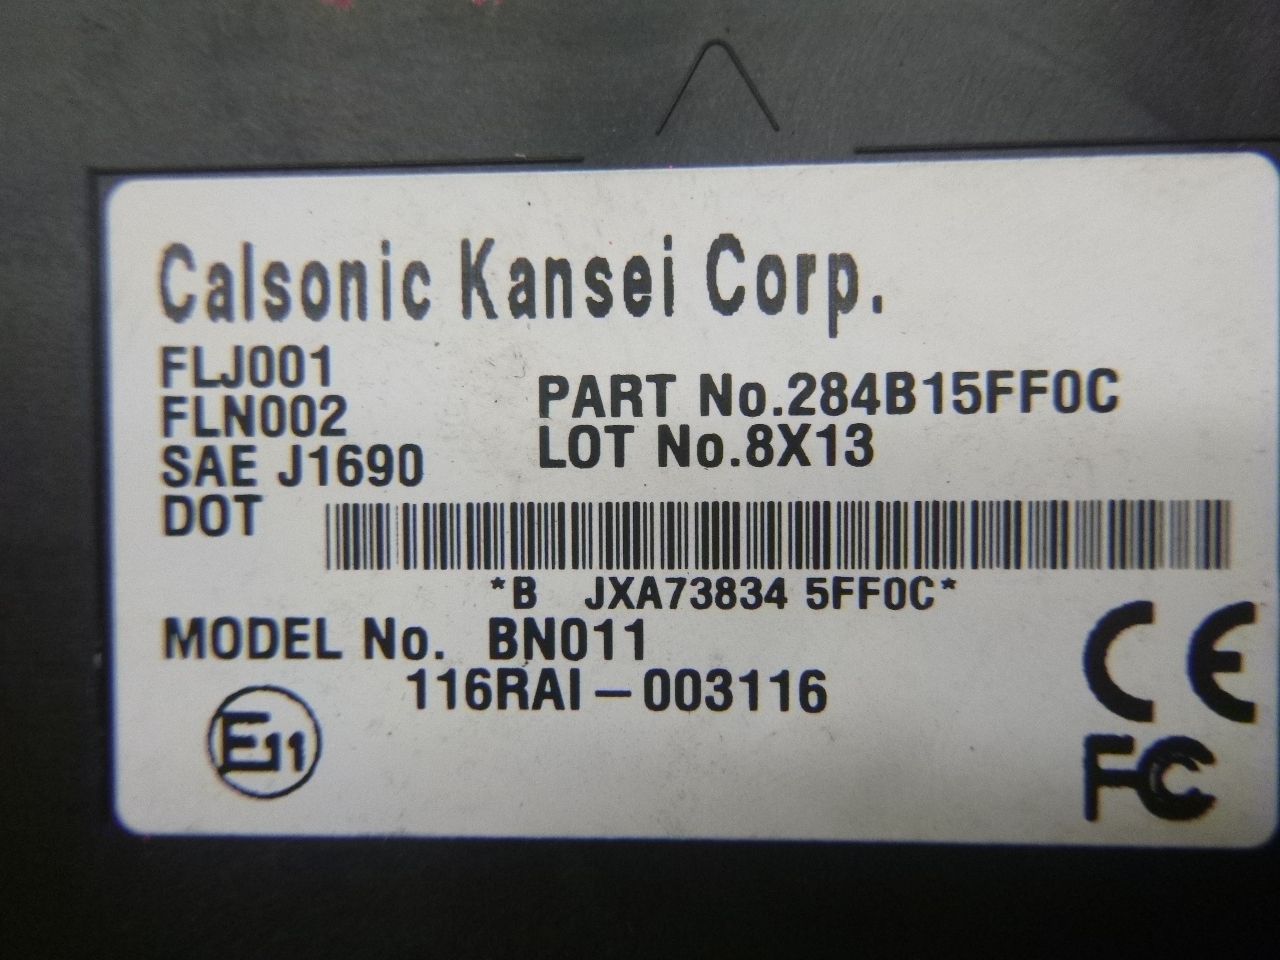 Calsonic Kansei Corp.
FLJ001
FLN002
SAE J1690
DOT
PART No.284B15FF0C
LOT No.8X13
*B JXA73834 5FF0C*
MODEL No. BN011
116RAI-003116
E11
CE
FC